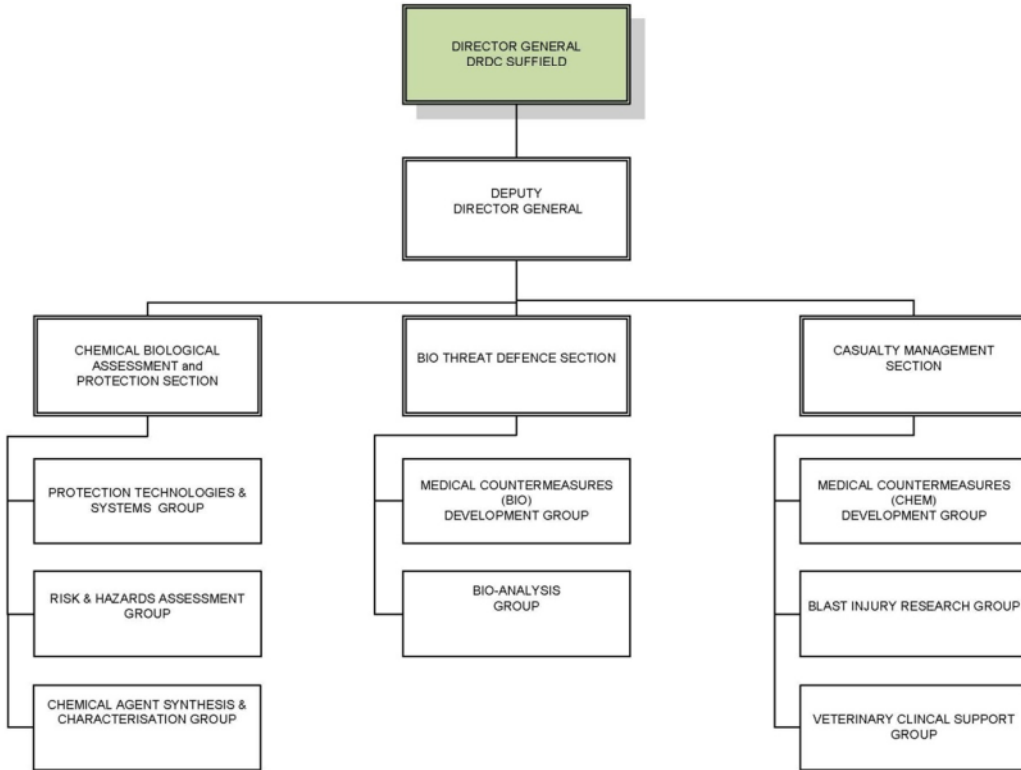 DIRECTOR GENERAL
DRDC SUFFIELD
DEPUTY
DIRECTOR GENERAL
CHEMICAL BIOLOGICAL
ASSESSMENT and
PROTECTION SECTION
BIO THREAT DEFENCE SECTION
CASUALTY MANAGEMENT
SECTION
PROTECTION TECHNOLOGIES &
SYSTEMS GROUP
MEDICAL COUNTERMEASURES
(BIO)
DEVELOPMENT GROUP
MEDICAL COUNTERMEASURES
(CHEM)
DEVELOPMENT GROUP
RISK & HAZARDS ASSESSMENT
GROUP
BIO-ANALYSIS
GROUP
BLAST INJURY RESEARCH GROUP
CHEMICAL AGENT SYNTHESIS &
CHARACTERISATION GROUP
VETERINARY CLINCAL SUPPORT
GROUP